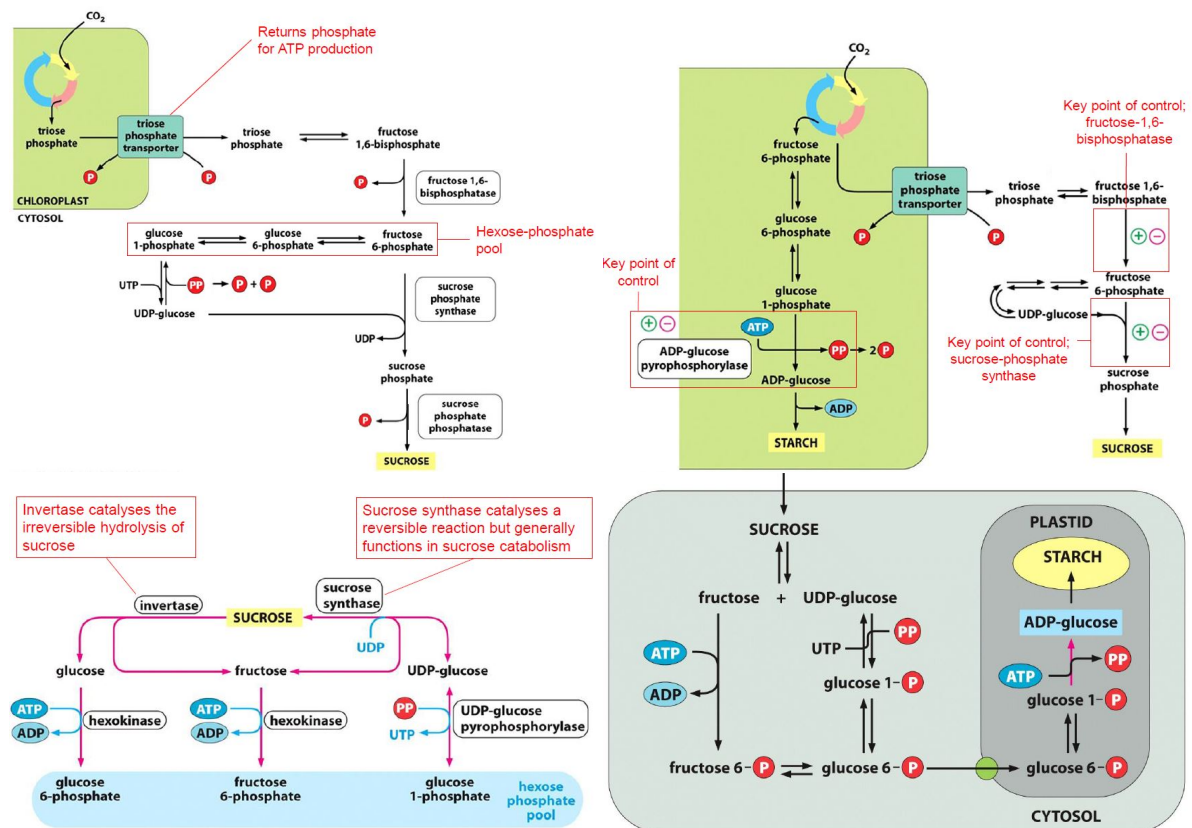 CO2
Returns phosphate
for ATP production
triose
phosphate
triose
phosphate
transporter
triose
phosphate
fructose
1,6-bisphosphate
P
P
P
fructose 1,6-
bisphosphatase
CHLOROPLAST
CYTOSOL
glucose
1-phosphate
glucose
6-phosphate
fructose
6-phosphate
Hexose-phosphate
pool
UTP
PP
P + P
UDP-glucose
sucrose
phosphate
synthase
UDP
sucrose
phosphate
P
sucrose
phosphate
phosphatase
SUCROSE
CO2
Key point of control;
fructose-1,6-
bisphosphatase
fructose
6-phosphate
triose
phosphate
transporter
triose
phosphate
fructose 1,6-
bisphosphate
P
P
glucose
6-phosphate
+ −
Key point of
control
glucose
1-phosphate
fructose
6-phosphate
UDP-glucose
+ −
ATP
+ −
ADP-glucose
pyrophosphorylase
PP
2 P
Key point of control;
sucrose-phosphate
synthase
ADP-glucose
sucrose
phosphate
ADP
STARCH
SUCROSE
Invertase catalyses the
irreversible hydrolysis of
sucrose
Sucrose synthase catalyses a
reversible reaction but generally
functions in sucrose catabolism
invertase
SUCROSE
sucrose
synthase
UDP
glucose
fructose
UDP-glucose
ATP
ADP
hexokinase
ATP
ADP
hexokinase
PP
UTP
UDP-glucose
pyrophosphorylase
glucose
6-phosphate
fructose
6-phosphate
glucose
1-phosphate
hexose
phosphate
pool
SUCROSE
fructose + UDP-glucose
ATP
ADP
UTP
PP
glucose 1-P
fructose 6-P
glucose 6-P
PLASTID
STARCH
ADP-glucose
ATP
PP
glucose 1-P
glucose 6-P
CYTOSOL